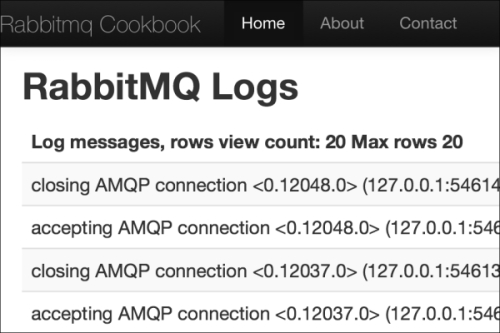 Rabbitmq Cookbook Home About Contact
RabbitMQ Logs
Log messages, rows view count: 20 Max rows 20
closing AMQP connection <0.12048.0> (127.0.0.1:54614
accepting AMQP connection <0.12048.0> (127.0.0.1:546
closing AMQP connection <0.12037.0> (127.0.0.1:54613
accepting AMQP connection <0.12037.0> (127.0.0.1:546